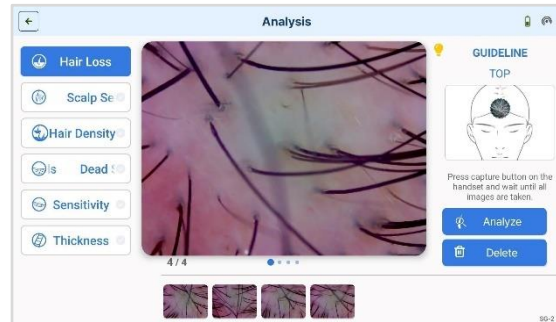 Analysis
Hair Loss
Scalp Se
Hair Density
ls Dead S
Sensitivity
Thickness
4 / 4
GUIDELINE
TOP
Press capture button on the
handset and wait until all
images are taken.
Analyze
Delete
SG-2